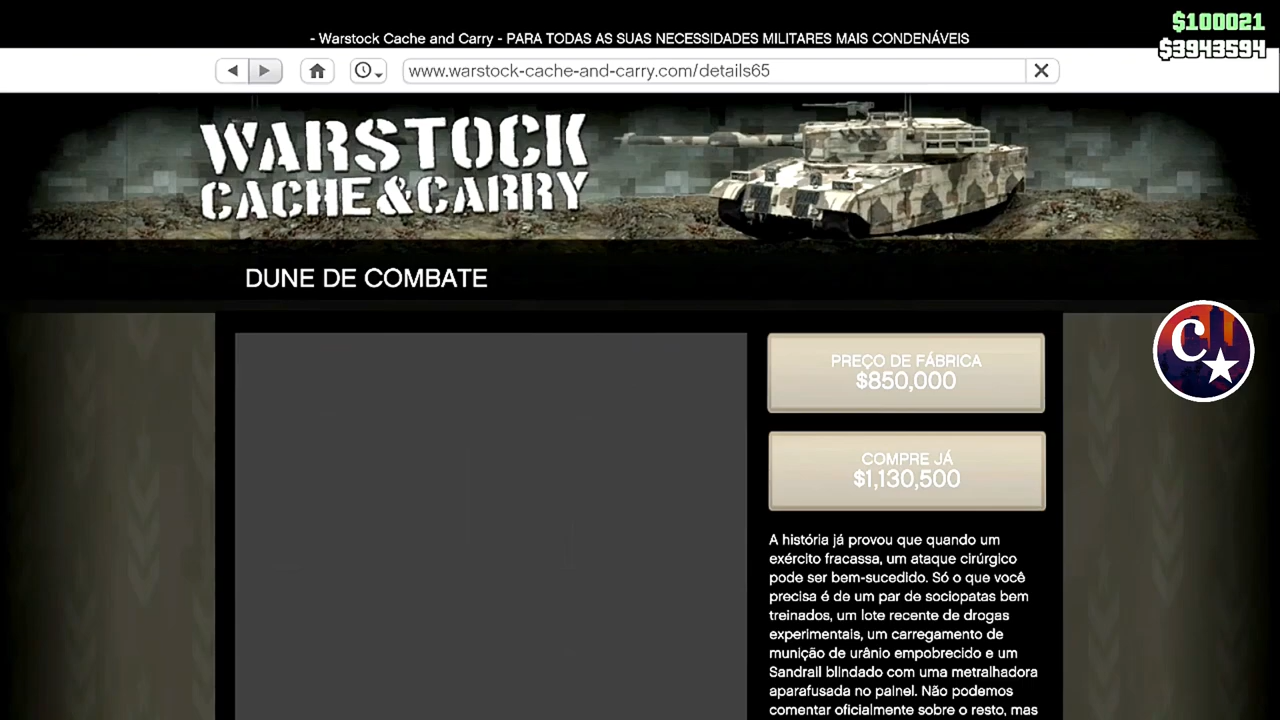 $100021
- Warstock Cache and Carry - PARA TODAS AS SUAS NECESSIDADES MILITARES MAIS CONDENÁVEIS
$3943594
www.warstock-cache-and-carry.com/details65
WARSTOCK
CACHE&CARRY
DUNE DE COMBATE
PREÇO DE FÁBRICA
$850,000
COMPRE JÁ
$1,130,500
C
A história já provou que quando um
exército fracassa, um ataque cirúrgico
pode ser bem-sucedido. Só o que você
precisa é de um par de sociopatas bem
treinados, um lote recente de drogas
experimentais, um carregamento de
munição de urânio empobrecido e um
Sandrail blindado com uma metralhadora
aparafusada no painel. Não podemos
comentar oficialmente sobre o resto, mas